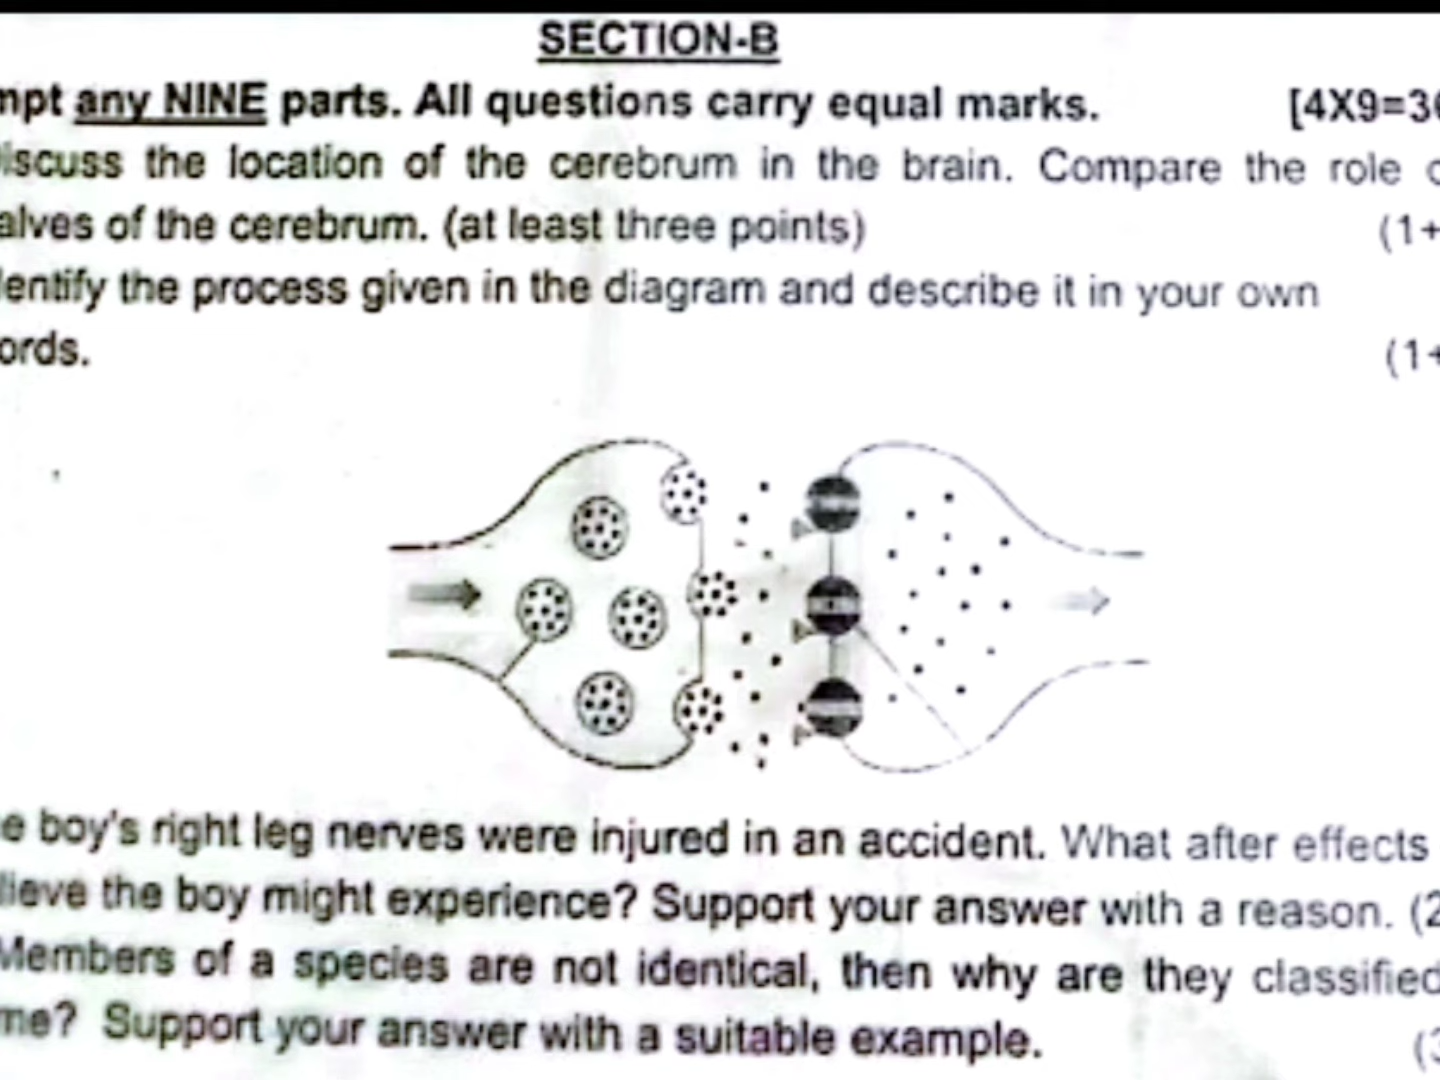 SECTION-B
mpt any NINE parts. All questions carry equal marks. [4X9=36
iscuss the location of the cerebrum in the brain. Compare the role o
alves of the cerebrum. (at least three points) (1+
entify the process given in the diagram and describe it in your own
ords. (1+
e boy's right leg nerves were injured in an accident. What after effects
lieve the boy might experience? Support your answer with a reason. (2
Members of a species are not identical, then why are they classified
me? Support your answer with a suitable example. (3